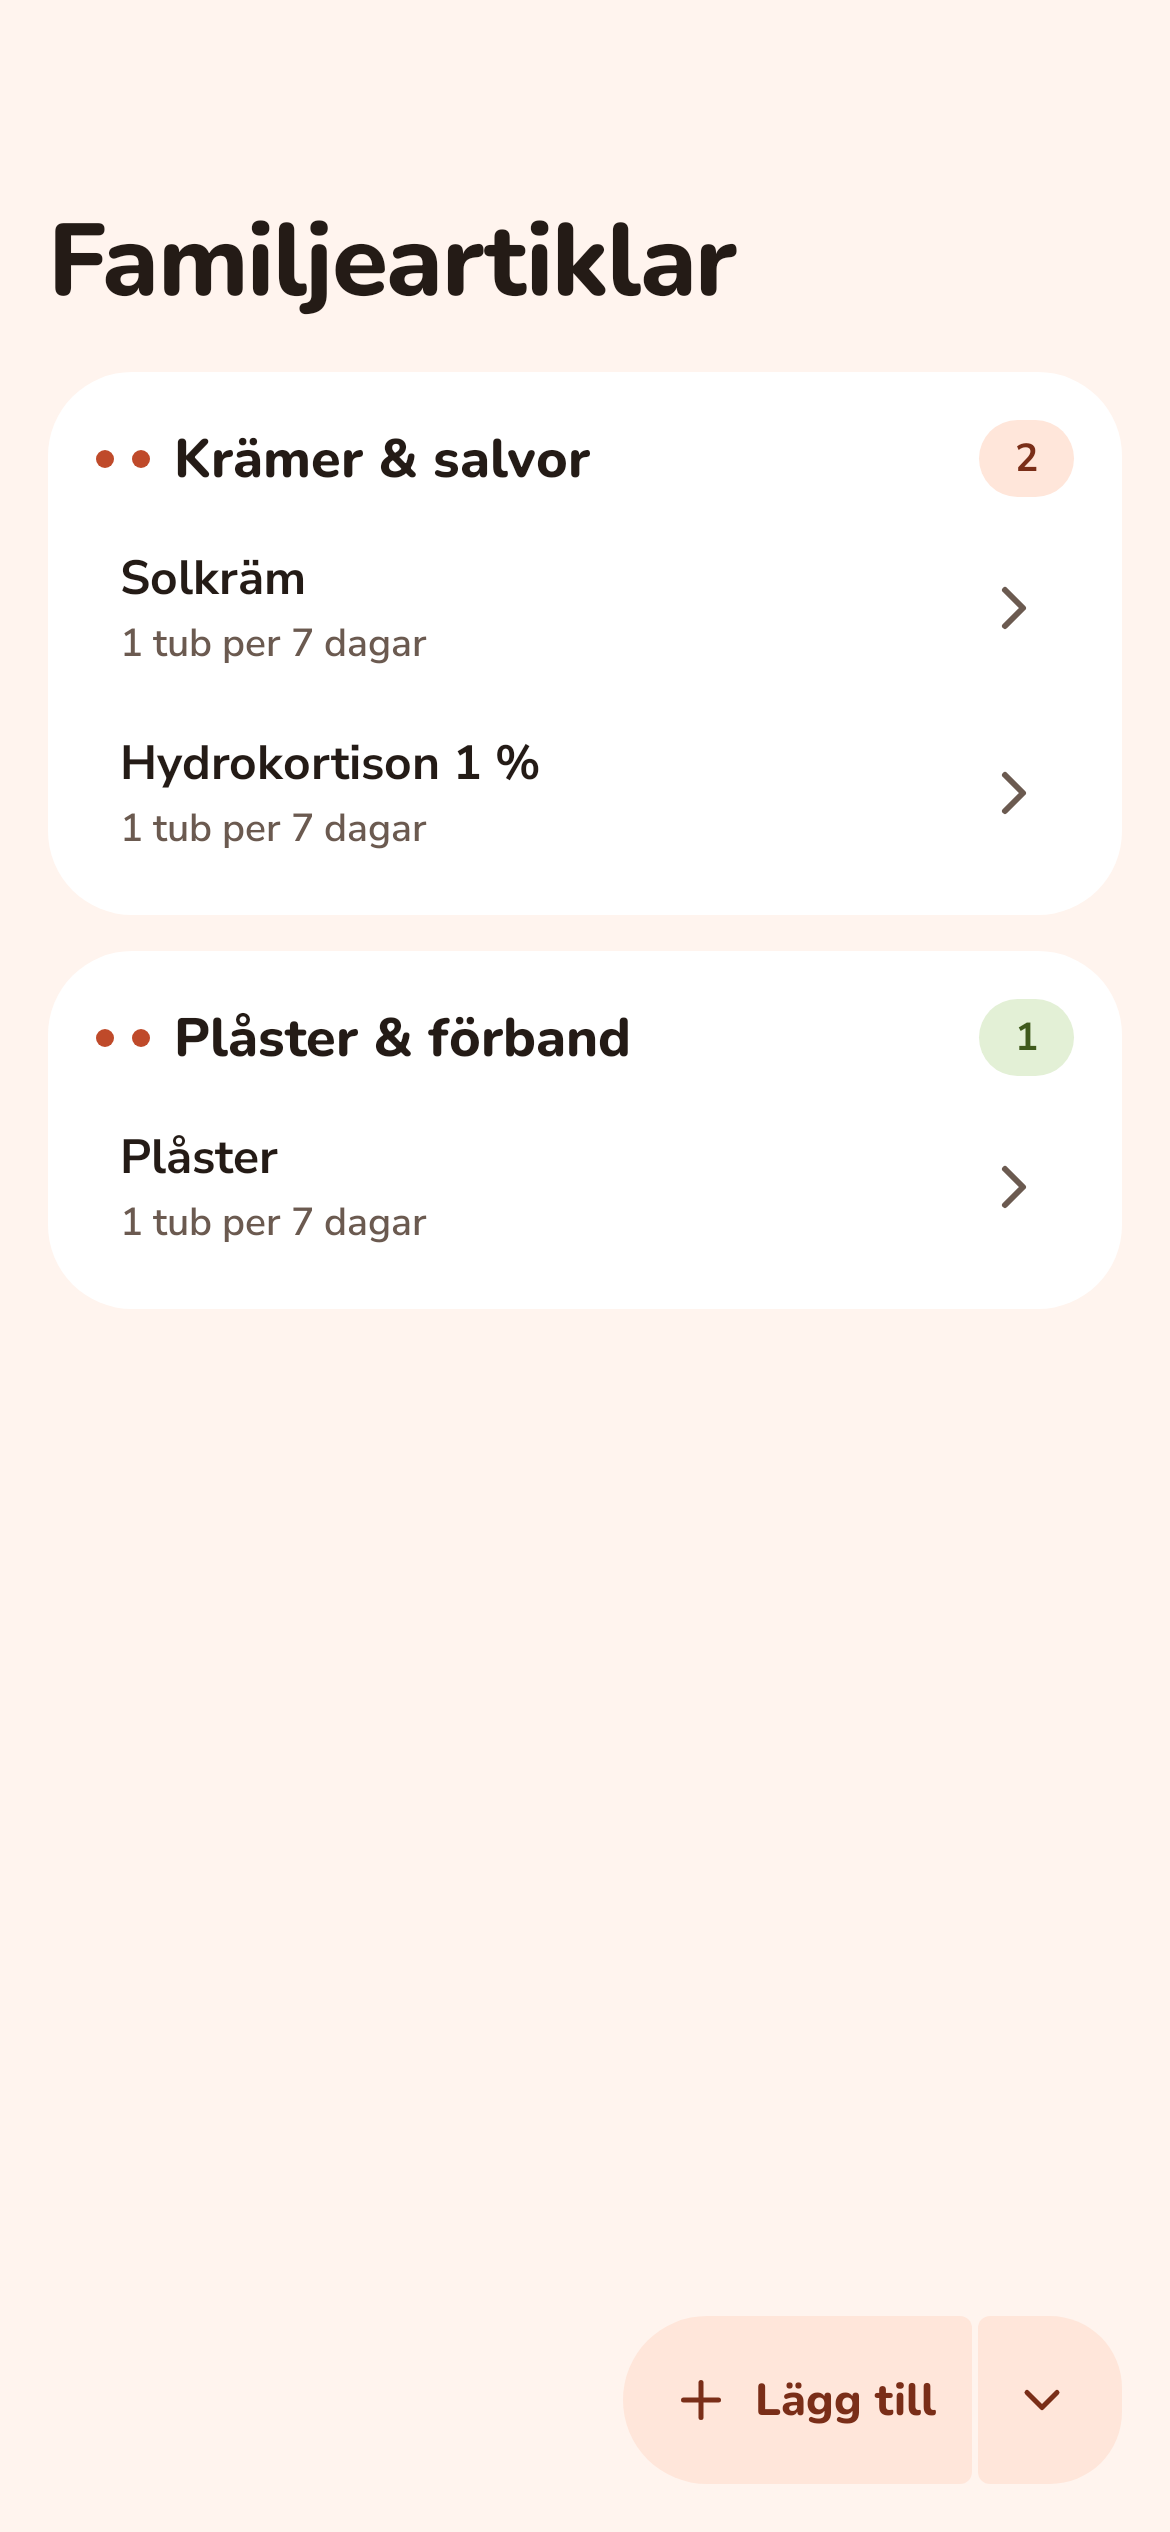 Familjeartiklar
Krämer & salvor
2
Solkräm
1 tub per 7 dagar
Hydrokortison 1 %
1 tub per 7 dagar
Plåster & förband
1
Plåster
1 tub per 7 dagar
Lägg till